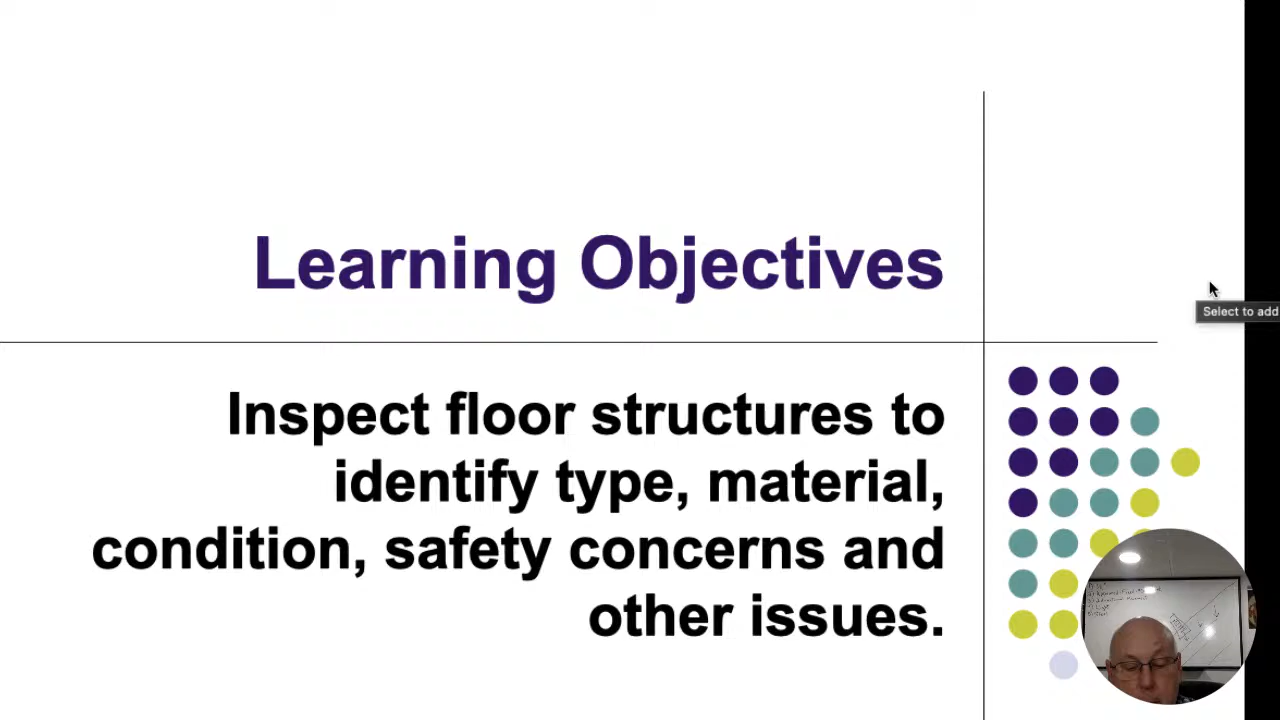 Learning Objectives
Select to add
Inspect floor structures to
identify type, material,
condition, safety concerns and
other issues.